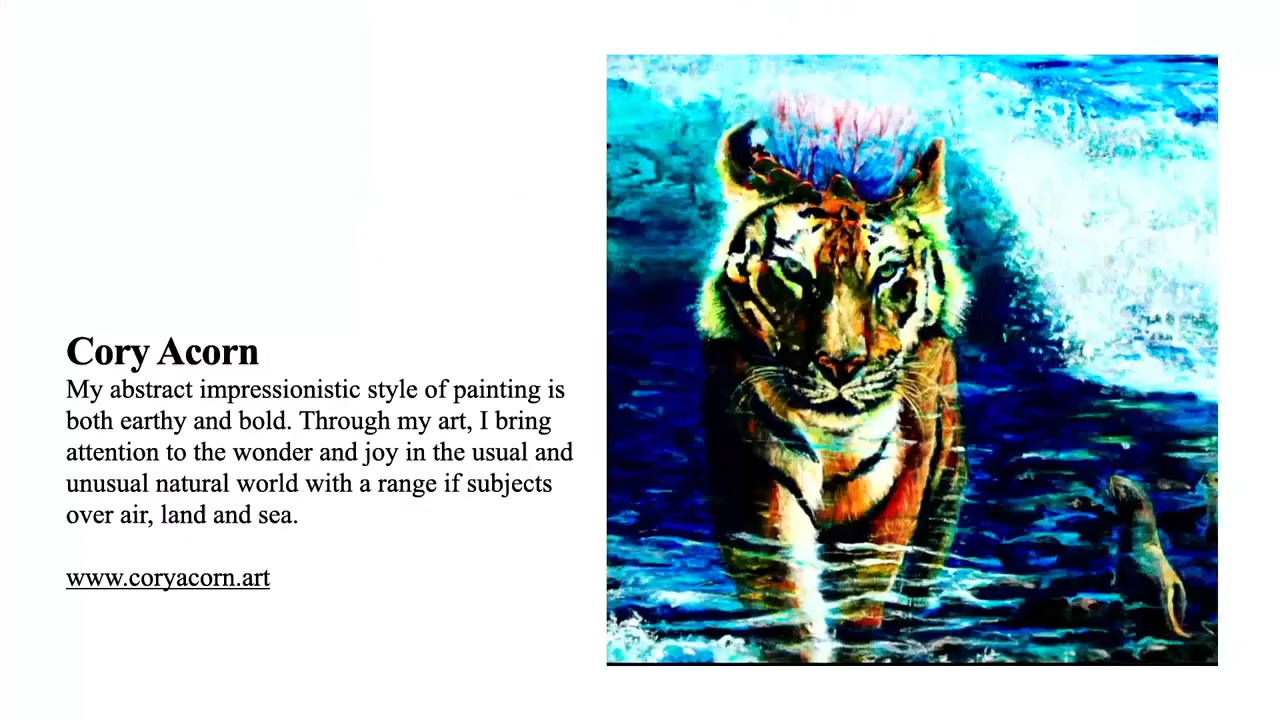 Cory Acorn
My abstract impressionistic style of painting is
both earthy and bold. Through my art, I bring
attention to the wonder and joy in the usual and
unusual natural world with a range if subjects
over air, land and sea.
www.coryacorn.art